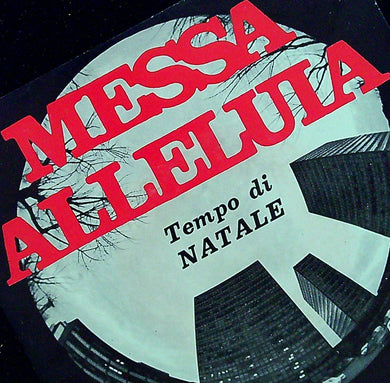 MESSA
ALLELUIA
Tempo di
NATALE